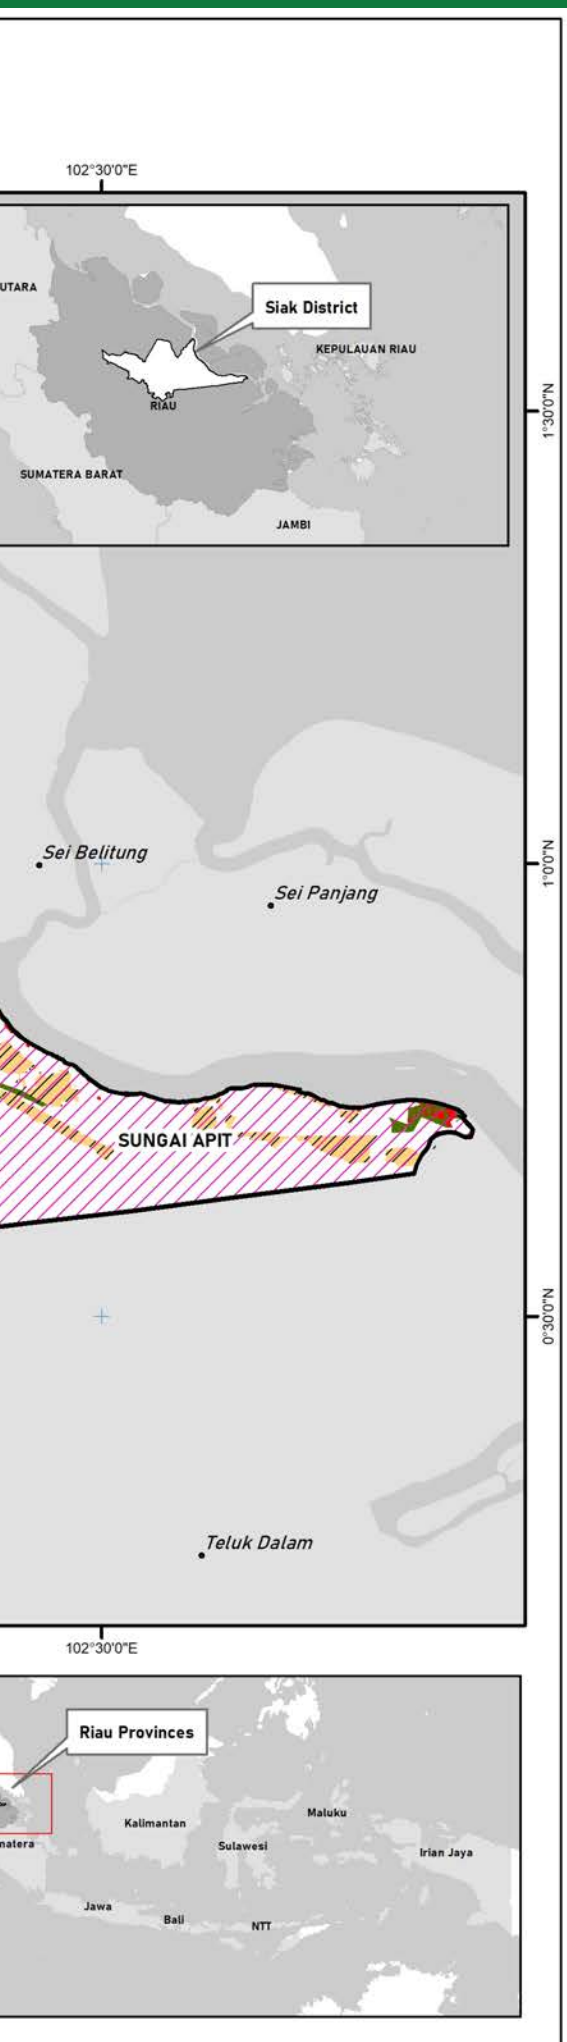 102°30'0"E
UTARA
Siak District
KEPULAUAN RIAU
RIAU
1°30'0"N
SUMATERA BARAT
JAMBI
Sei Belitung
1°0'0"N
Sei Panjang
SUNGAI APIT
0°30'0"N
Teluk Dalam
102°30'0"E
Riau Provinces
Maluku
Kalimantan
matera
Sulawesi
Irian Jaya
Jawa
Bali
NTT